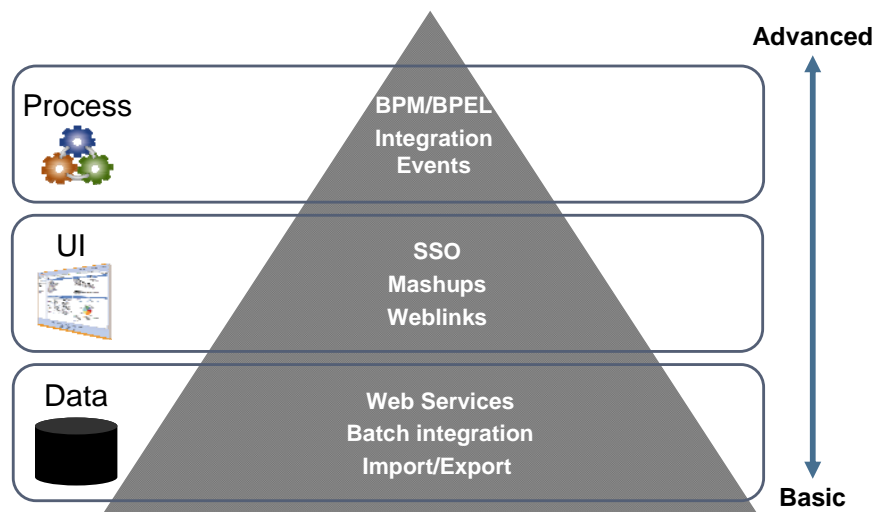 Advanced
Process
BPM/BPEL
Integration
Events
UI
SSO
Mashups
Weblinks
Data
Web Services
Batch integration
Import/Export
Basic